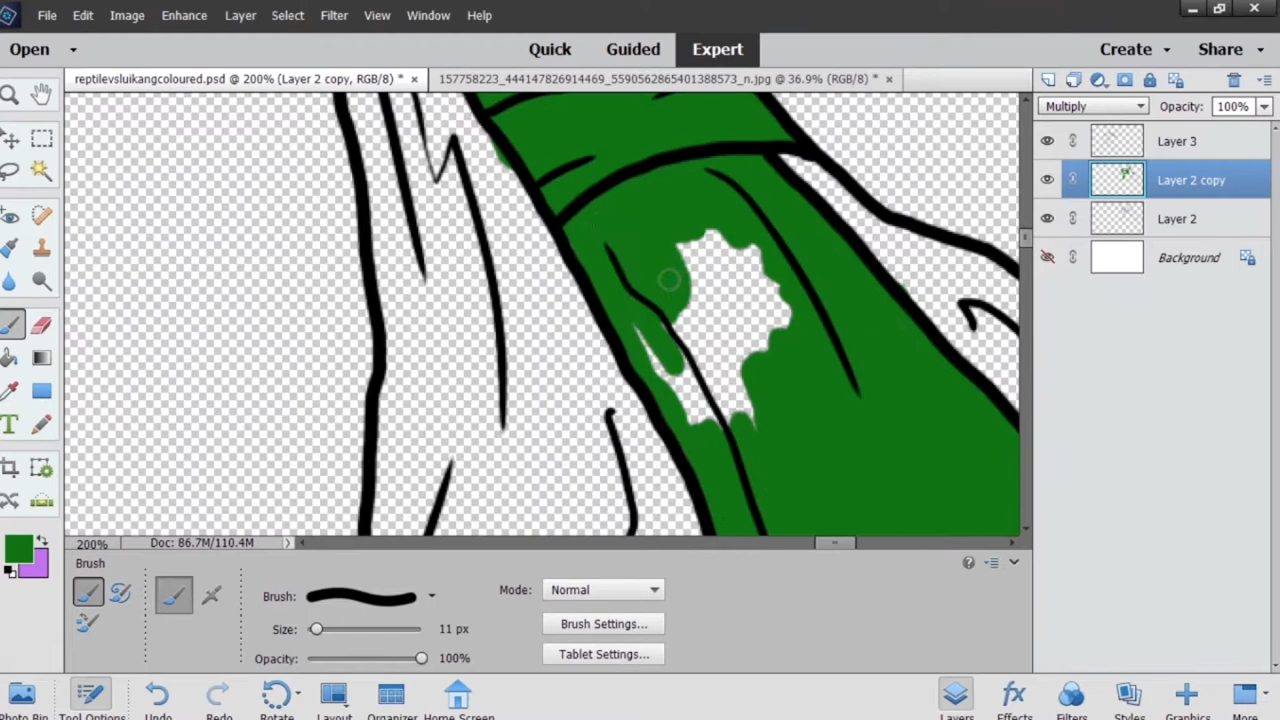 File Edit Image Enhance Layer Select Filter View Window Help
Open Quick Guided Expert Create Share
reptilevsluikangcoloured.psd @ 200% (Layer 2 copy, RGB/8) * × 157758223_444147826914469_5590562865401388573_n.jpg @ 36.9% (RGB/8) * ×
Multiply Opacity: 100%
Layer 3
Layer 2 copy
Layer 2
Background
T
200% Doc: 86.7M/110.4M
Brush
Brush: Mode: Normal
Size: 11 px Brush Settings...
Opacity: 100% Tablet Settings...
Photo Bin Tool Options Undo Redo Rotate Layout Organizer Home Screen Layers Effects Filters Styles Graphics More